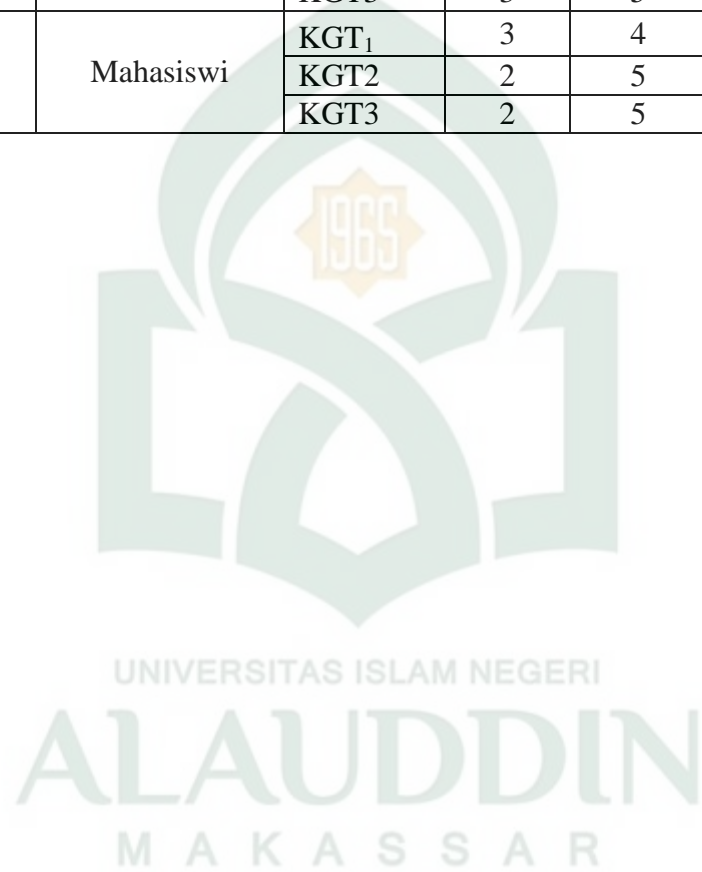 KGT₁ 3 4
Mahasiswi KGT2 2 5
KGT3 2 5
1965
UNIVERSITAS ISLAM NEGERI
ALAUDDIN
MAKASSAR